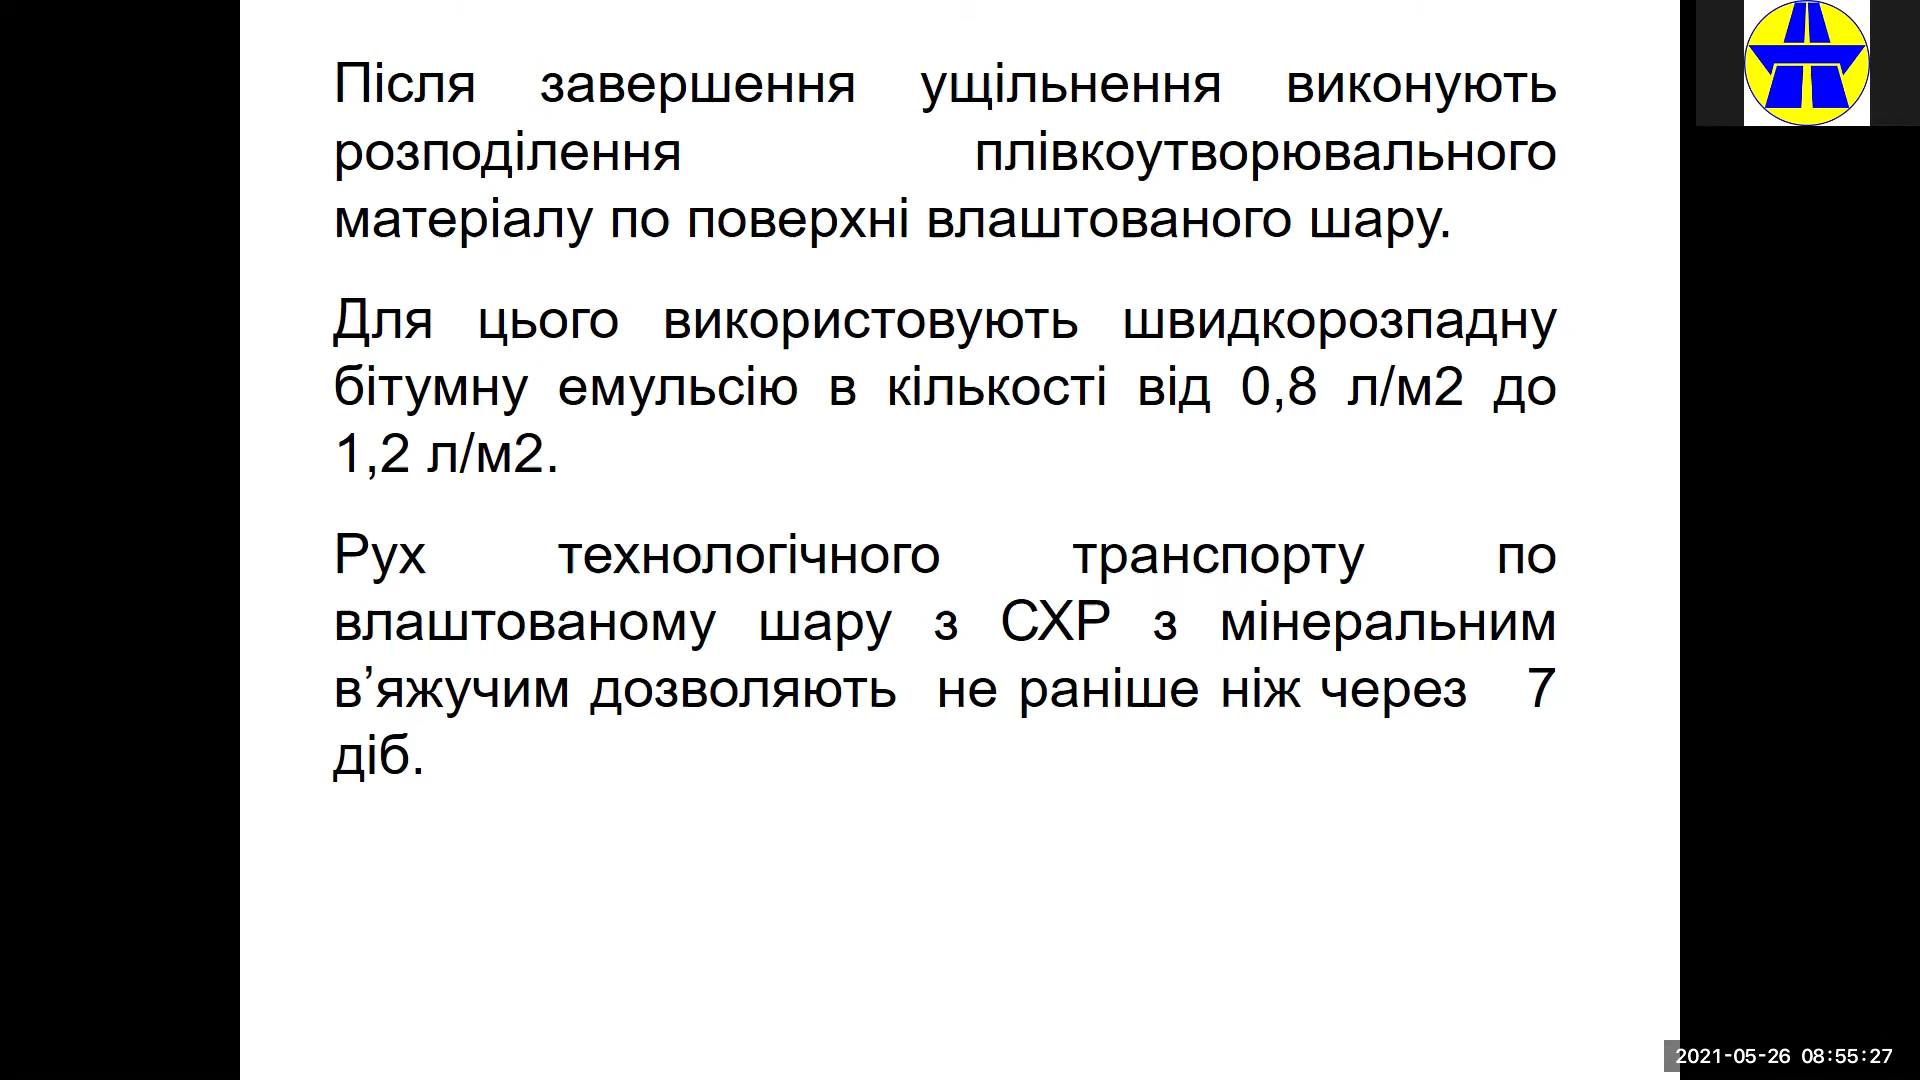 Після завершення ущільнення виконують
розподілення плівкоутворювального
матеріалу по поверхні влаштованого шару.
Для цього використовують швидкорозпадну
бітумну емульсію в кількості від 0,8 л/м2 до
1,2 л/м2.
Рух технологічного транспорту по
влаштованому шару з СХР з мінеральним
в’яжучим дозволяють не раніше ніж через 7
діб.
2021-05-26 08:55:27